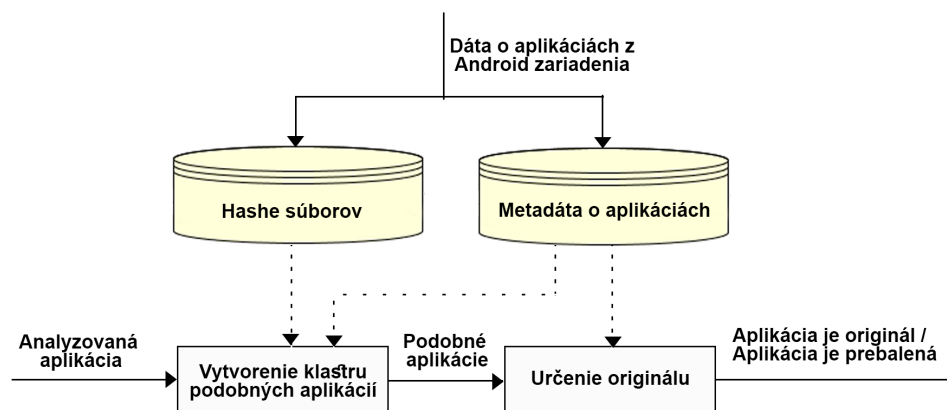 Dáta o aplikáciách z
Android zariadenia
Hashe súborov
Metadáta o aplikáciách
Analyzovaná
aplikácia
Vytvorenie klastru
podobných aplikácií
Podobné
aplikácie
Určenie originálu
Aplikácia je originál /
Aplikácia je prebalená